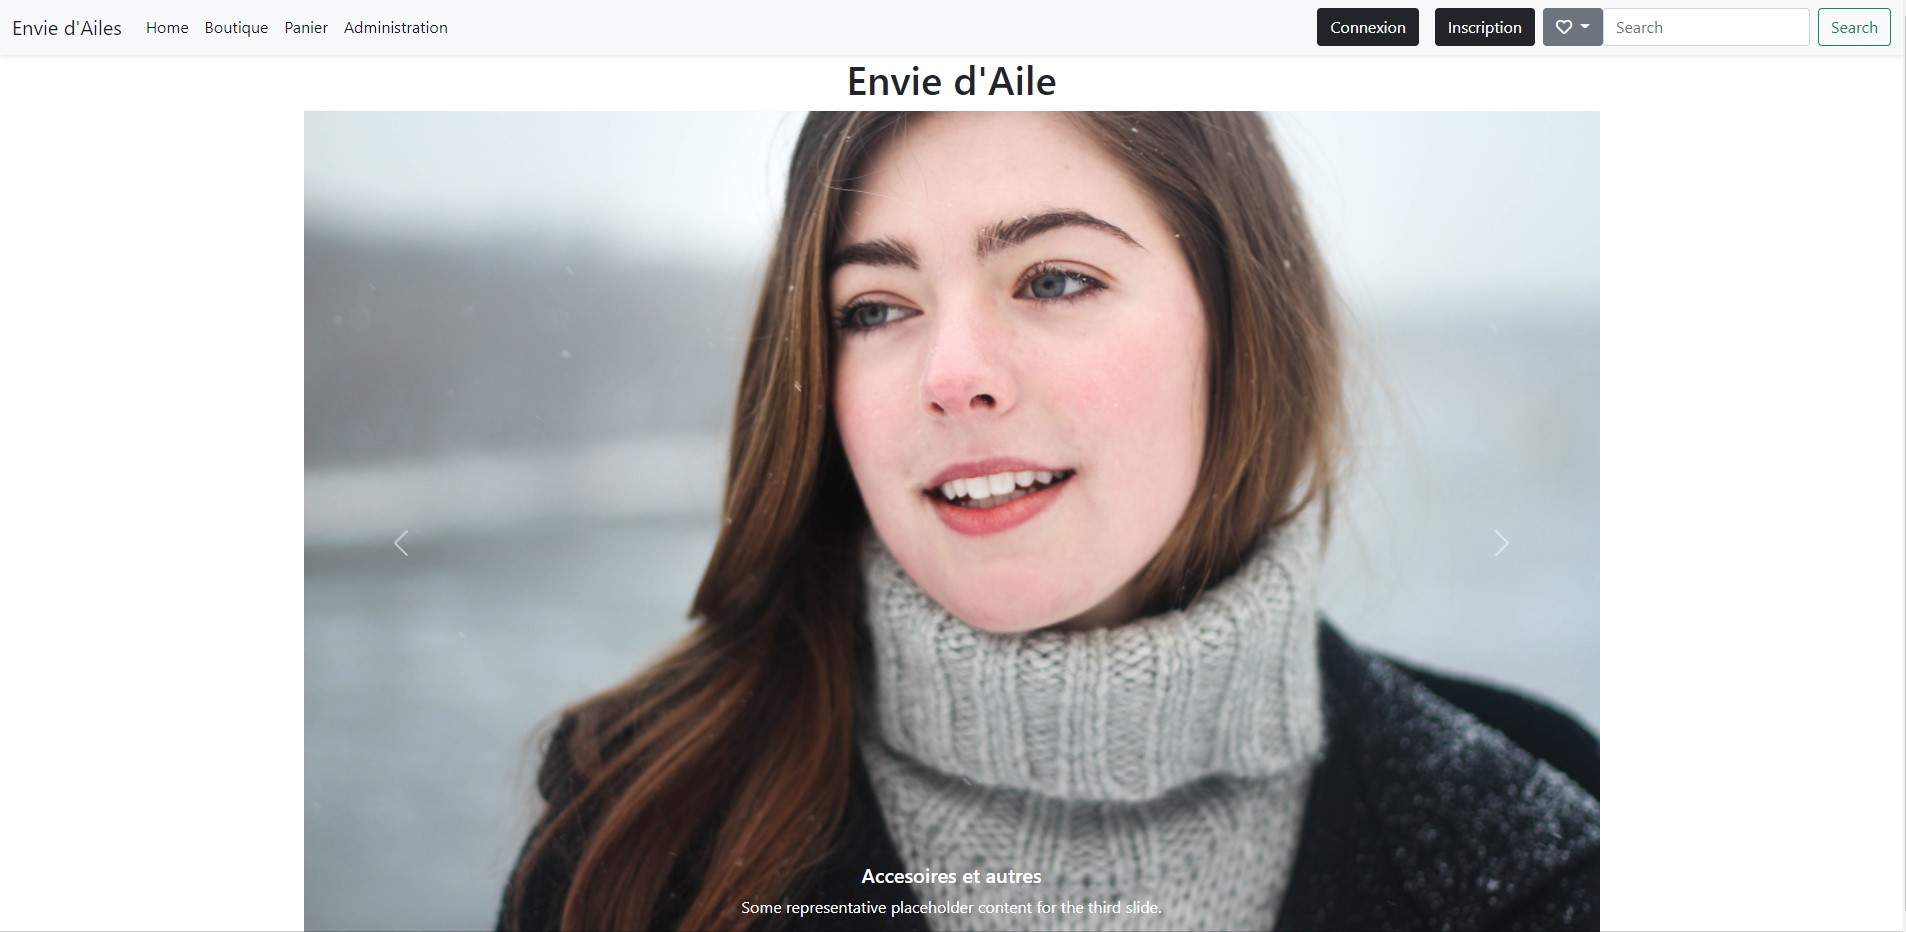 Envie d'Ailes Home Boutique Panier Administration Connexion Inscription Search Search
Envie d'Aile
Accesoires et autres
Some representative placeholder content for the third slide.